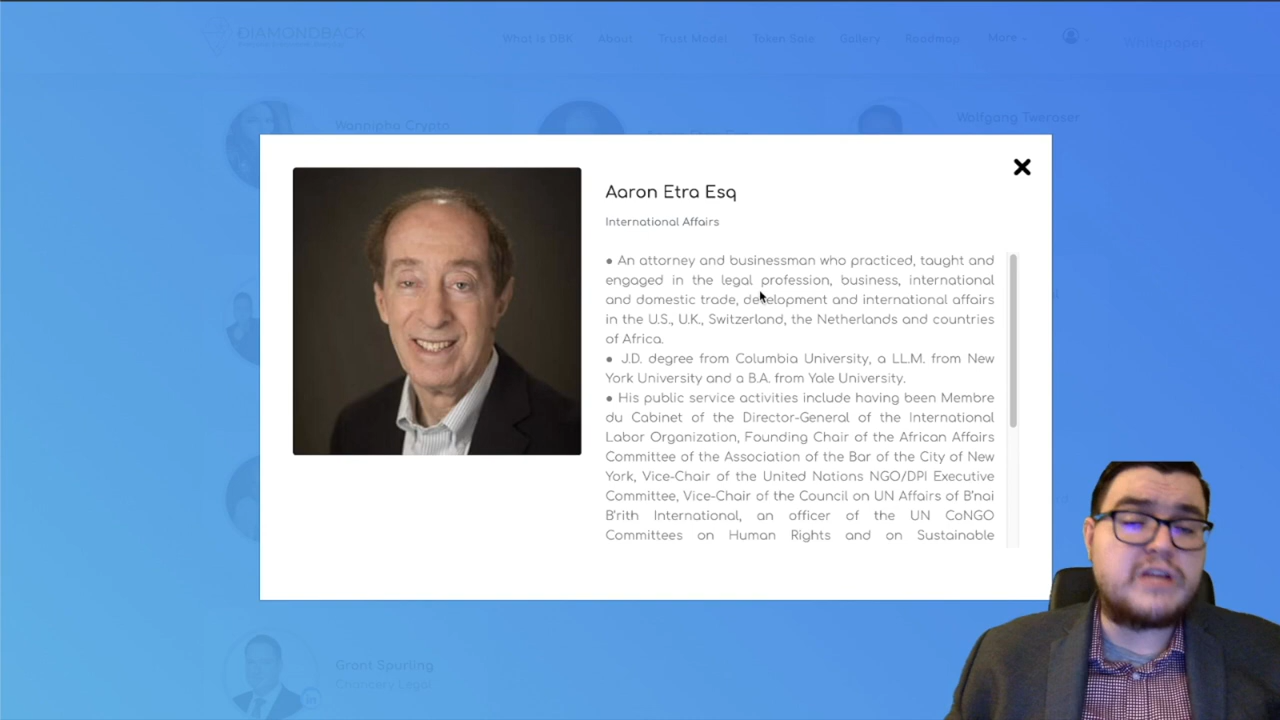 DIAMONDBACK
What is DBK
About
Trust Model
Token Sale
Gallery
Roadmap
More
Whitepaper
Wanpipha Crypto
Wolfgang Tweraser
Aaron Etra Esq
International Affairs
● An attorney and businessman who practiced, taught and
engaged in the legal profession, business, international
and domestic trade, development and international affairs
in the U.S., U.K., Switzerland, the Netherlands and countries
of Africa.
● J.D. degree from Columbia University, a LL.M. from New
York University and a B.A. from Yale University.
● His public service activities include having been Membre
du Cabinet of the Director-General of the International
Labor Organization, Founding Chair of the African Affairs
Committee of the Association of the Bar of the City of New
York, Vice-Chair of the United Nations NGO/DPI Executive
Committee, Vice-Chair of the Council on UN Affairs of B'nai
B'rith International, an officer of the UN CoNGO
Committees on Human Rights and on Sustainable
Grant Spurling
Chancery Legal
in